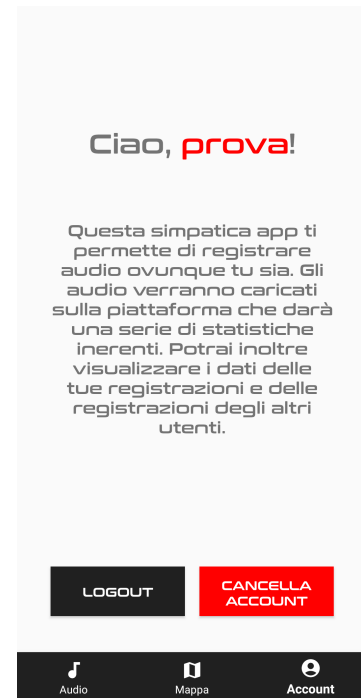 Ciao, prova!
Questa simpatica app ti
permette di registrare
audio ovunque tu sia. Gli
audio verranno caricati
sulla piattaforma che darà
una serie di statistiche
inerenti. Potrai inoltre
visualizzare i dati delle
tue registrazioni e delle
registrazioni degli altri
utenti.
LOGOUT
CANCELLA
ACCOUNT
Audio
Mappa
Account